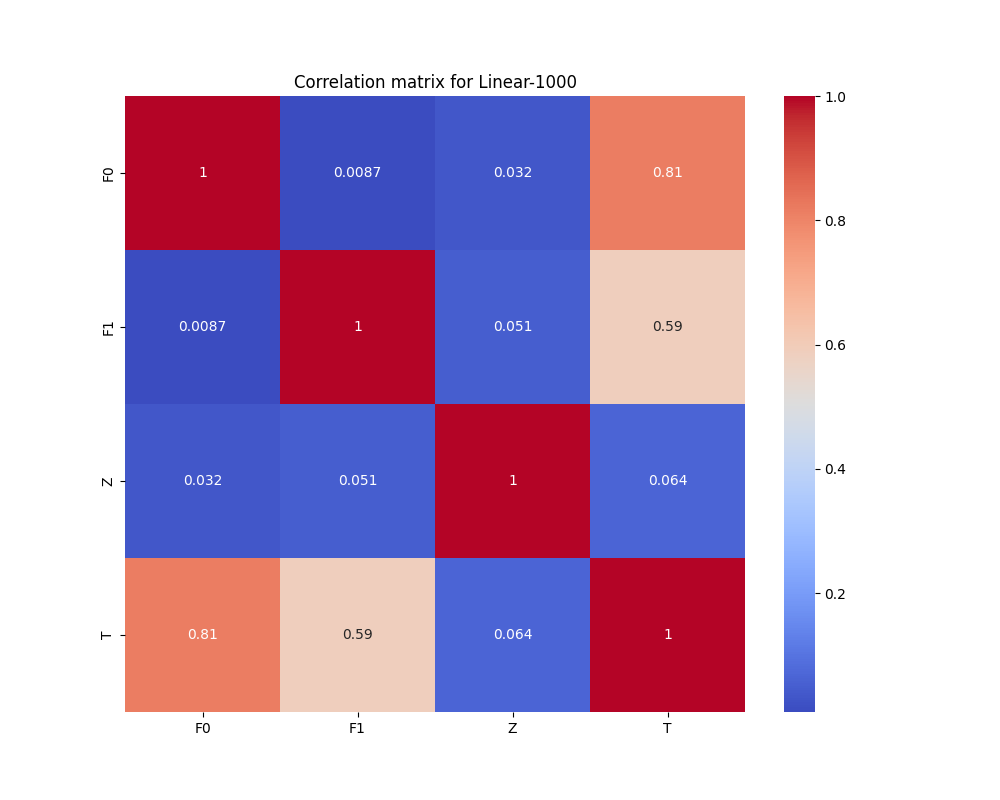 Correlation matrix for Linear-1000
F0 1 0.0087 0.032 0.81
F1 0.0087 1 0.051 0.59
Z 0.032 0.051 1 0.064
T 0.81 0.59 0.064 1
F0 F1 Z T
1.0
0.8
0.6
0.4
0.2